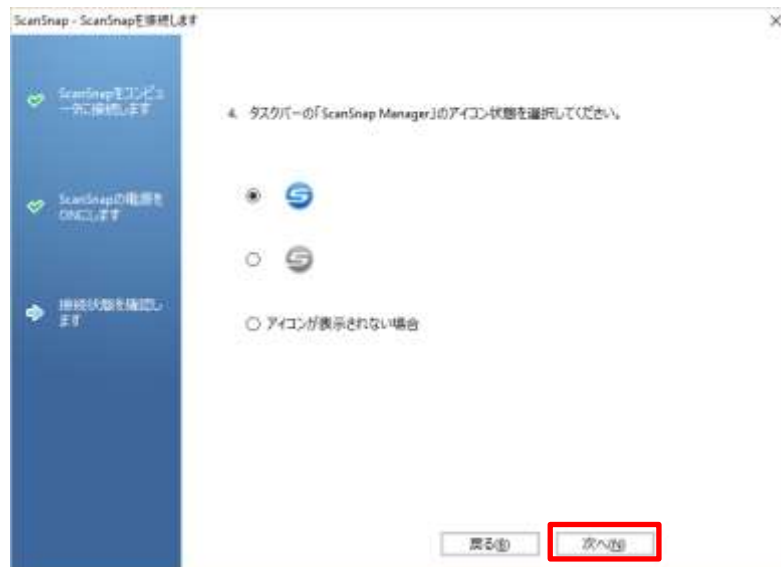 ScanSnap - ScanSnapを接続します
ScanSnapをコンピュ
ータに接続します
ScanSnapの電源を
ONにします
接続状態を確認し
ます
4. タスクバーの「ScanSnap Manager」のアイコン状態を選択してください。
アイコンが表示されない場合
戻る(B)
次へ(N)